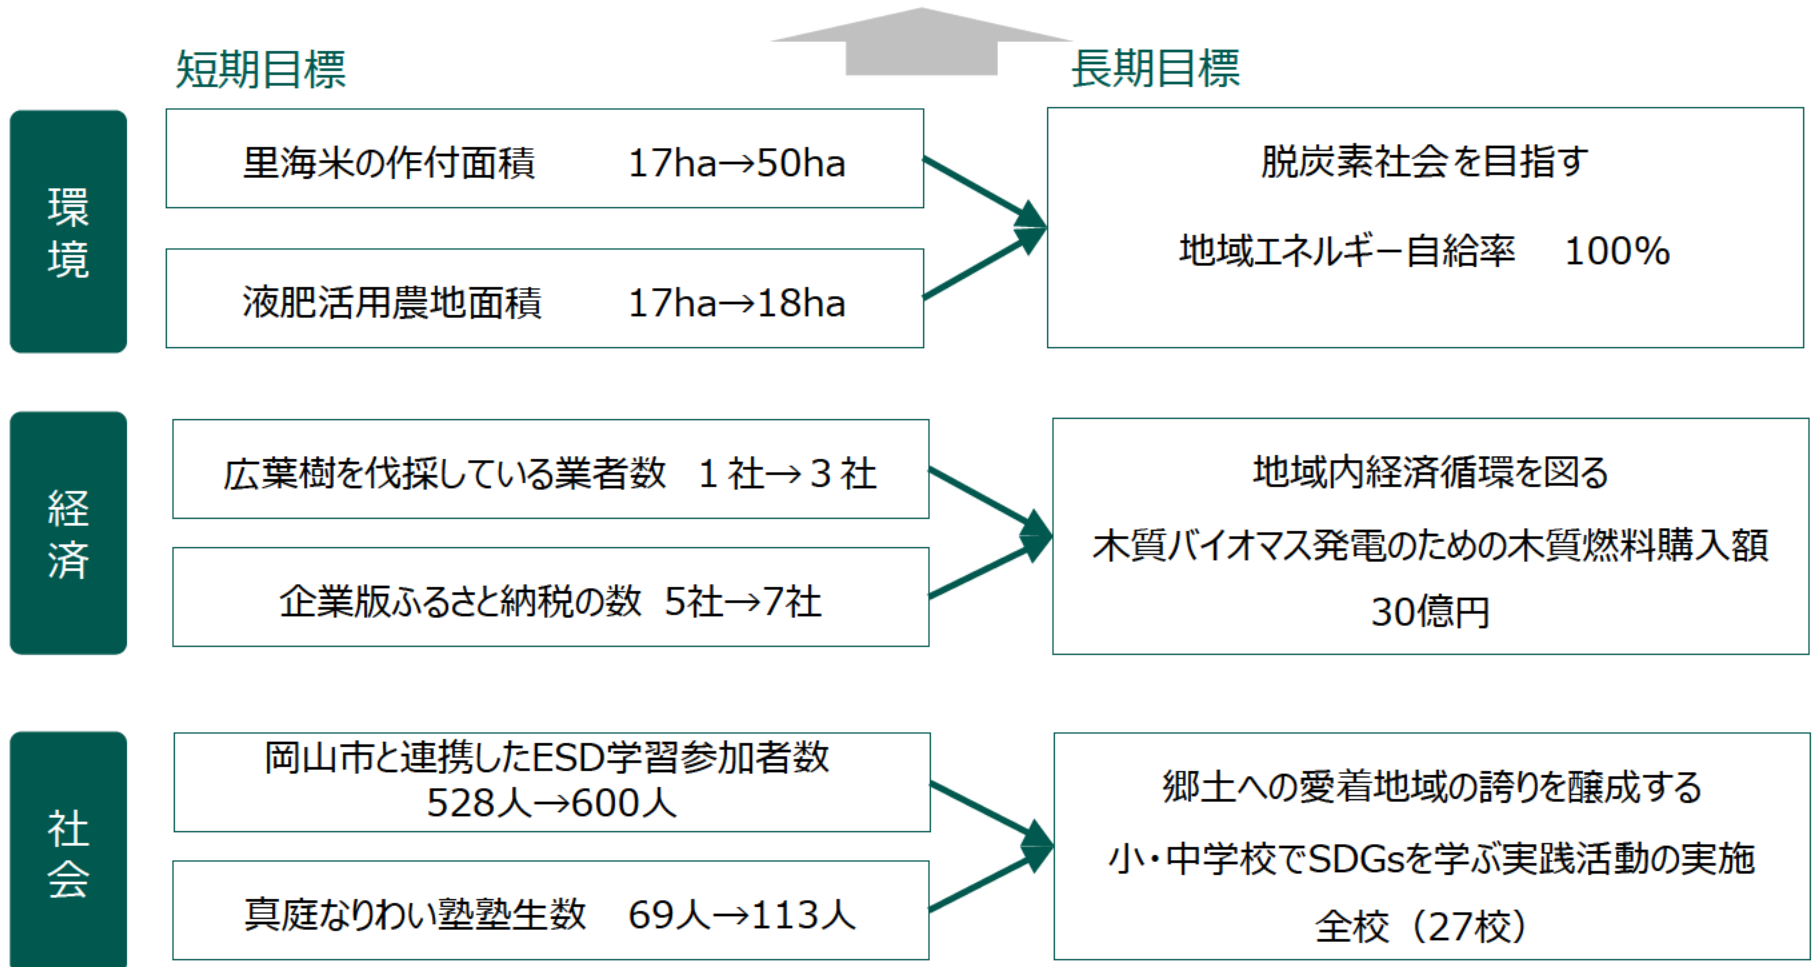 短期目標
長期目標
環境
里海米の作付面積 17ha→50ha
液肥活用農地面積 17ha→18ha
脱炭素社会を目指す
地域エネルギー自給率 100%
経済
広葉樹を伐採している業者数 1社→3社
企業版ふるさと納税の数 5社→7社
地域内経済循環を図る
木質バイオマス発電のための木質燃料購入額
30億円
社会
岡山市と連携したESD学習参加者数
528人→600人
真庭なりわい塾塾生数 69人→113人
郷土への愛着地域の誇りを醸成する
小・中学校でSDGsを学ぶ実践活動の実施
全校（27校）